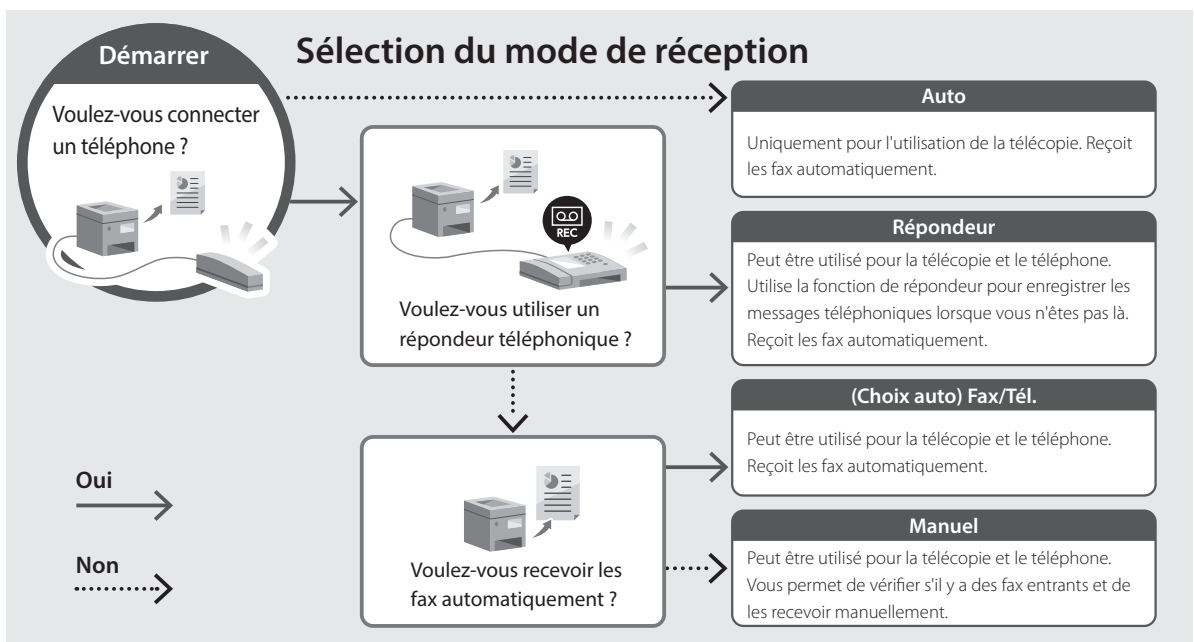 Sélection du mode de réception
Démarrer
Voulez-vous connecter
un téléphone ?
REC
Voulez-vous utiliser un
répondeur téléphonique ?
Voulez-vous recevoir les
fax automatiquement ?
Auto
Uniquement pour l'utilisation de la télécopie. Reçoit
les fax automatiquement.
Répondeur
Peut être utilisé pour la télécopie et le téléphone.
Utilise la fonction de répondeur pour enregistrer les
messages téléphoniques lorsque vous n'êtes pas là.
Reçoit les fax automatiquement.
(Choix auto) Fax/Tél.
Peut être utilisé pour la télécopie et le téléphone.
Reçoit les fax automatiquement.
Manuel
Peut être utilisé pour la télécopie et le téléphone.
Vous permet de vérifier s'il y a des fax entrants et de
les recevoir manuellement.
Oui
Non